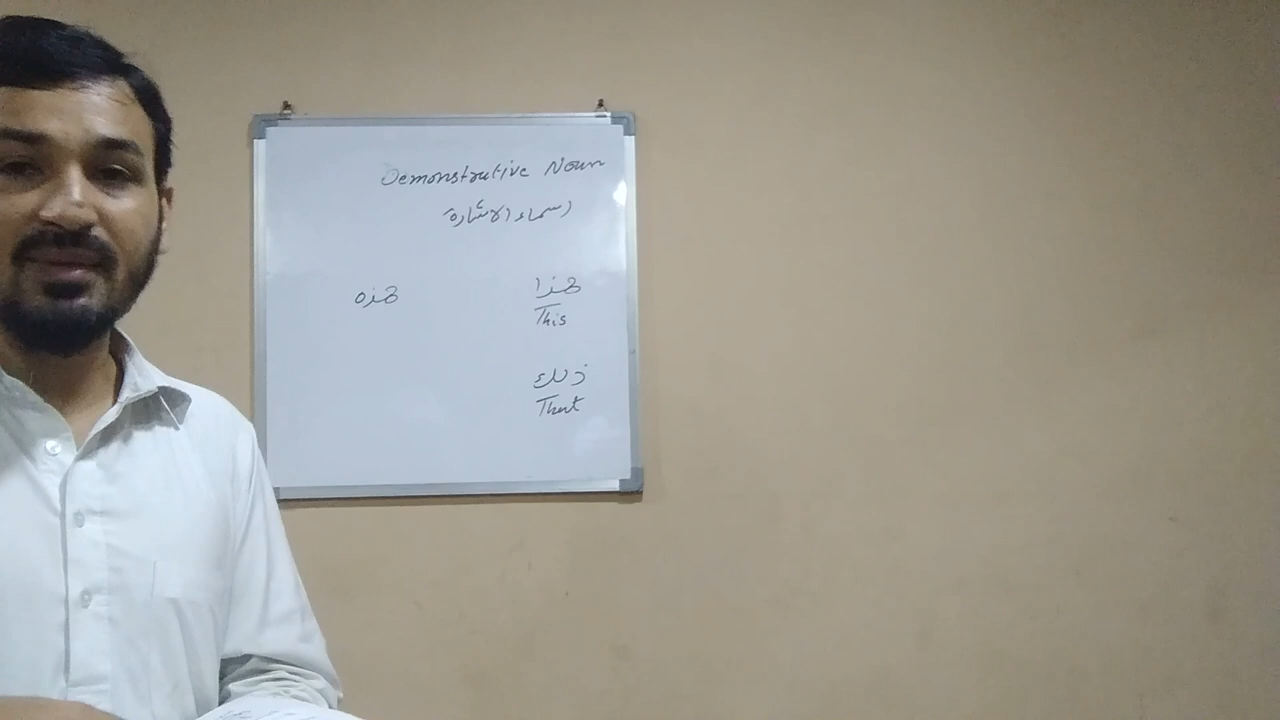 Demonstrative Noun
اسماء الاشارة
هذا هذه
This
ذلك
That